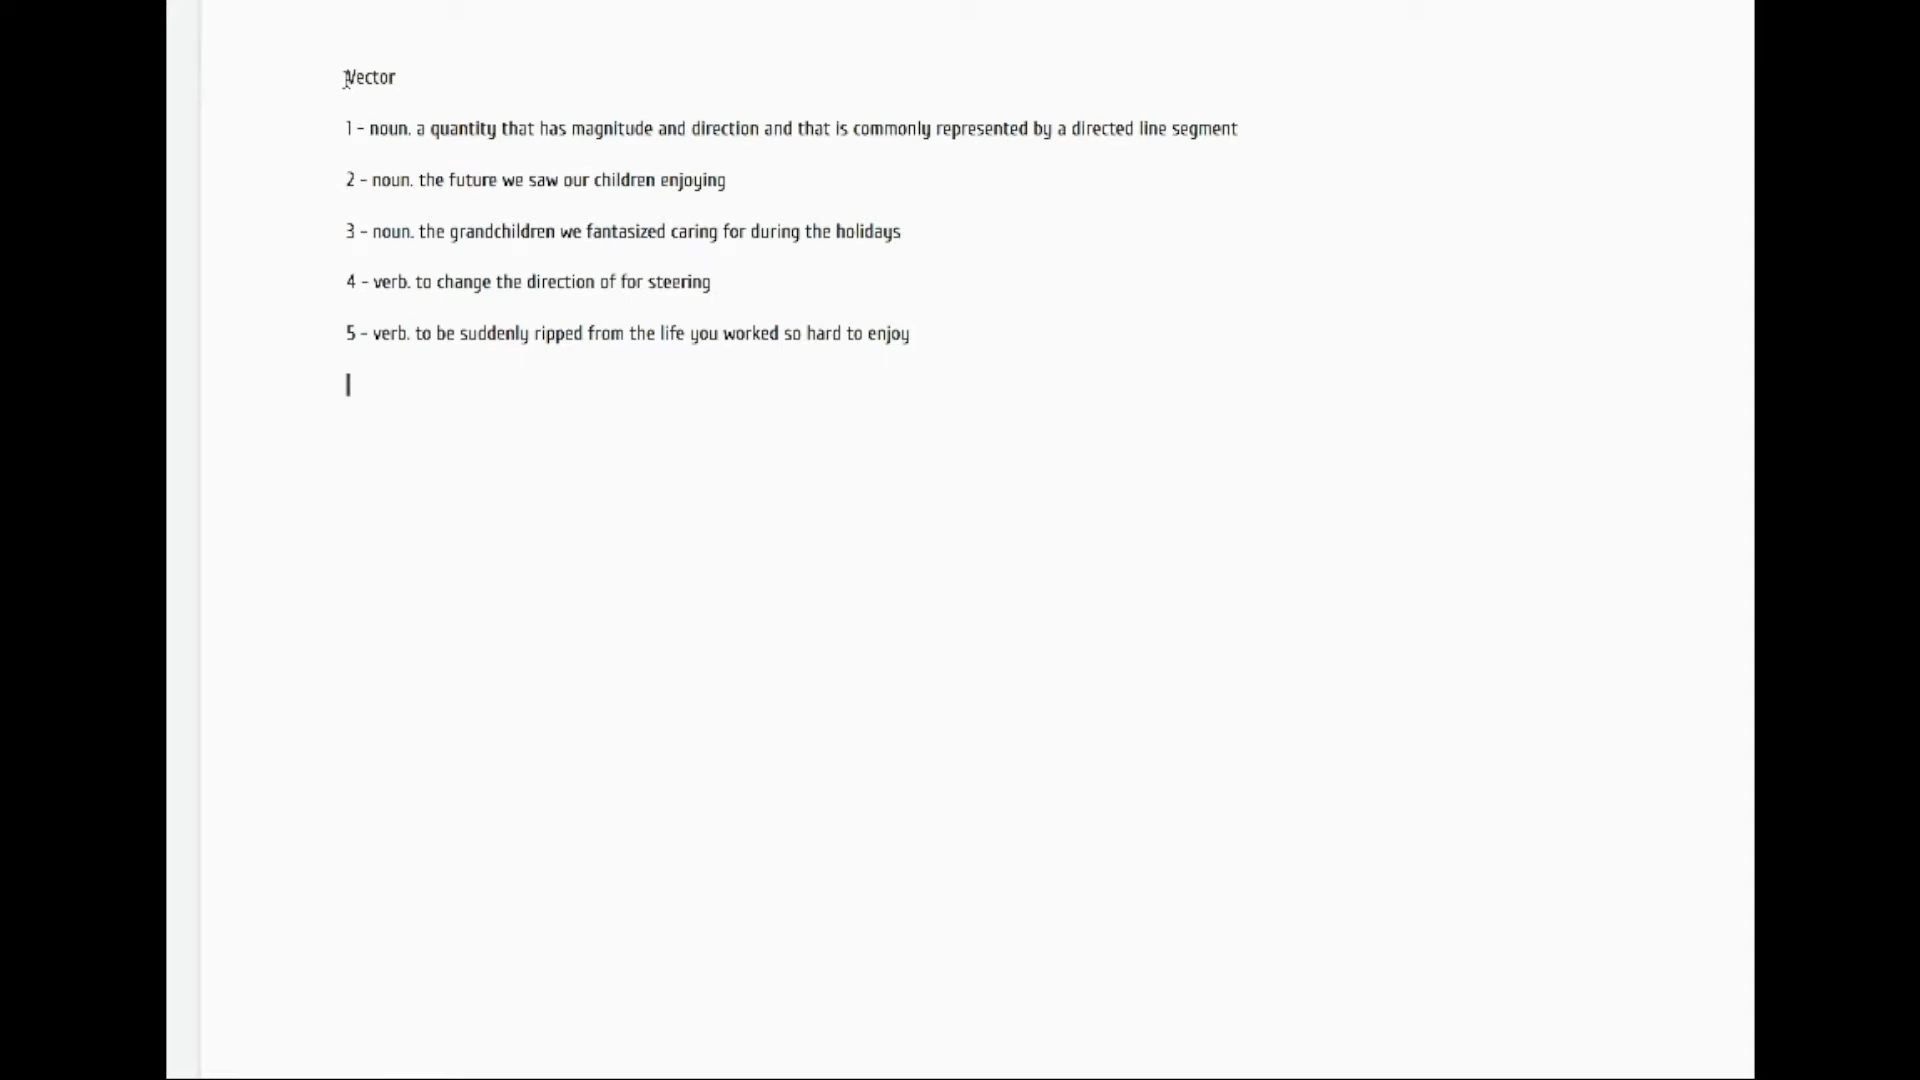 Vector
1 - noun. a quantity that has magnitude and direction and that is commonly represented by a directed line segment
2 - noun. the future we saw our children enjoying
3 - noun. the grandchildren we fantasized caring for during the holidays
4 - verb. to change the direction of for steering
5 - verb. to be suddenly ripped from the life you worked so hard to enjoy